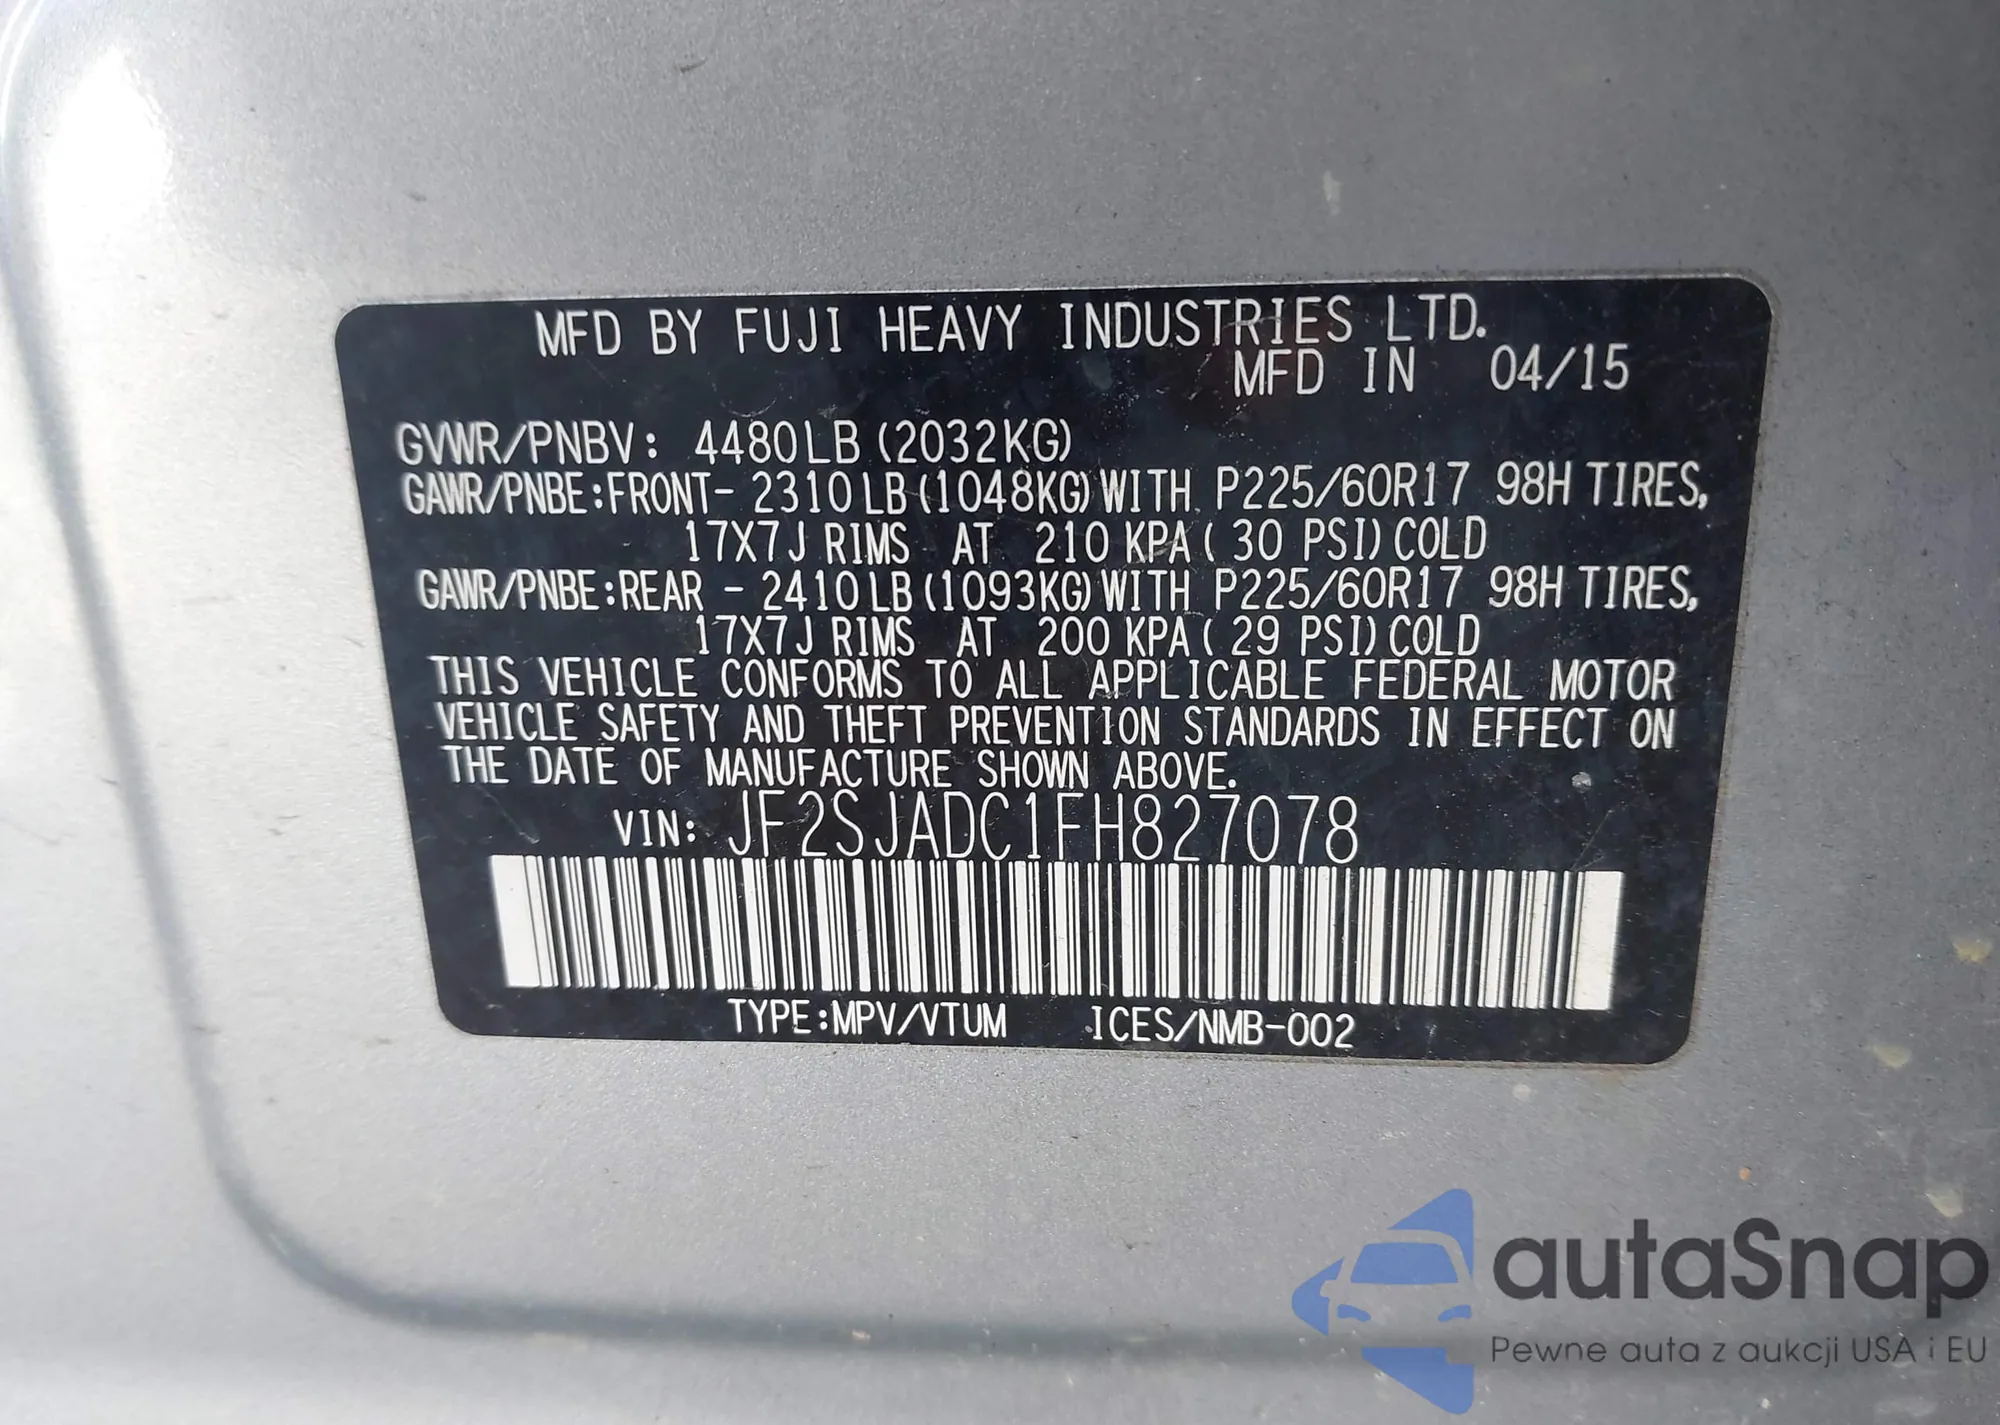 MFD BY FUJI HEAVY INDUSTRIES LTD.
MFD IN 04/15
GVWR/PNBV: 4480LB (2032KG)
GAWR/PNBE:FRONT- 2310LB(1048KG)WITH P225/60R17 98H TIRES,
17X7J RIMS AT 210 KPA( 30 PSI)COLD
GAWR/PNBE:REAR - 2410LB(1093KG)WITH P225/60R17 98H TIRES,
17X7J RIMS AT 200 KPA( 29 PSI)COLD
THIS VEHICLE CONFORMS TO ALL APPLICABLE FEDERAL MOTOR
VEHICLE SAFETY AND THEFT PREVENTION STANDARDS IN EFFECT ON
THE DATE OF MANUFACTURE SHOWN ABOVE.
VIN: JF2SJADC1FH827078
TYPE:MPV/VTUM ICES/NMB-002
autaSnap
Pewne auta z aukcji USA i EU